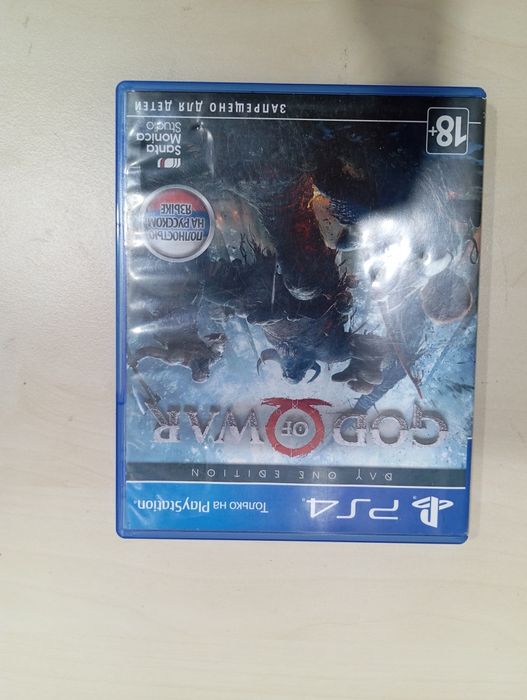 PS4
Только на PlayStation
DAY ONE EDITION
GOD OF WAR
ПОЛНОСТЬЮ
НА РУССКОМ
ЯЗЫКЕ
Santa
Monica
Studio
18+
ЗАПРЕЩЕНО ДЛЯ ДЕТЕЙ